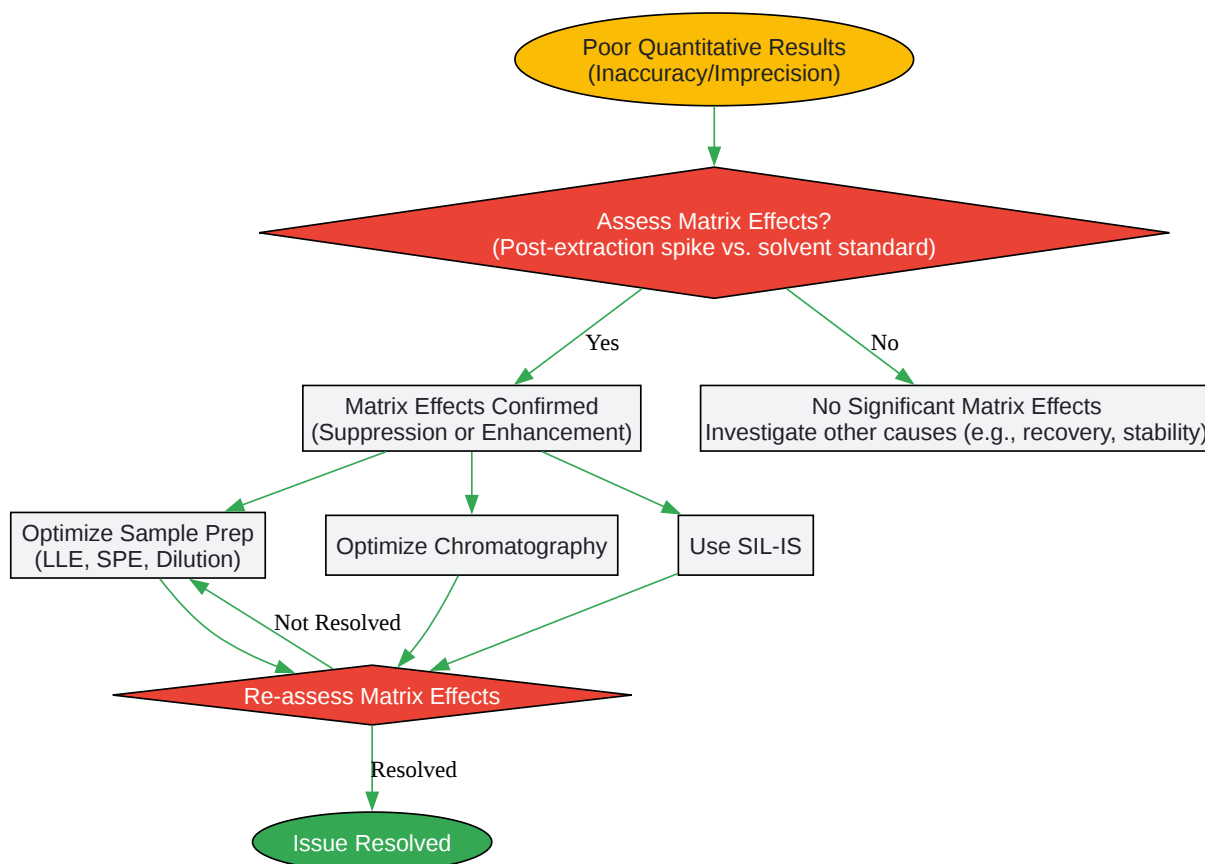 Poor Quantitative Results
(Inaccuracy/Imprecision)
Assess Matrix Effects?
(Post-extraction spike vs. solvent standard)
Yes
No
Matrix Effects Confirmed
(Suppression or Enhancement)
No Significant Matrix Effects
Investigate other causes (e.g., recovery, stability)
Optimize Sample Prep
(LLE, SPE, Dilution)
Optimize Chromatography
Use SIL-IS
Not Resolved
Re-assess Matrix Effects
Resolved
Issue Resolved